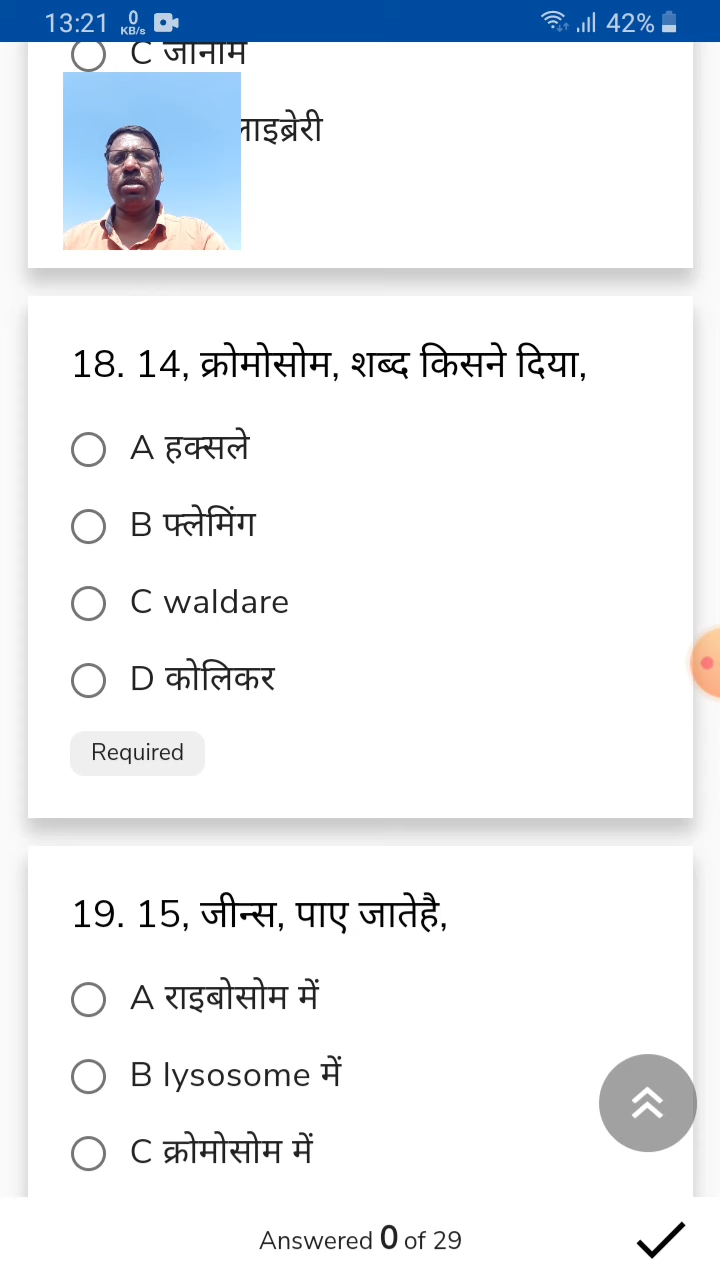 13:21 0 KB/s 42%
C जीनोम
लाइब्रेरी
18. 14, क्रोमोसोम, शब्द किसने दिया,
A हक्सले
B फ्लेमिंग
C waldare
D कोलिकर
Required
19. 15, जीन्स, पाए जातेहै,
A राइबोसोम में
B lysosome में
C क्रोमोसोम में
Answered 0 of 29